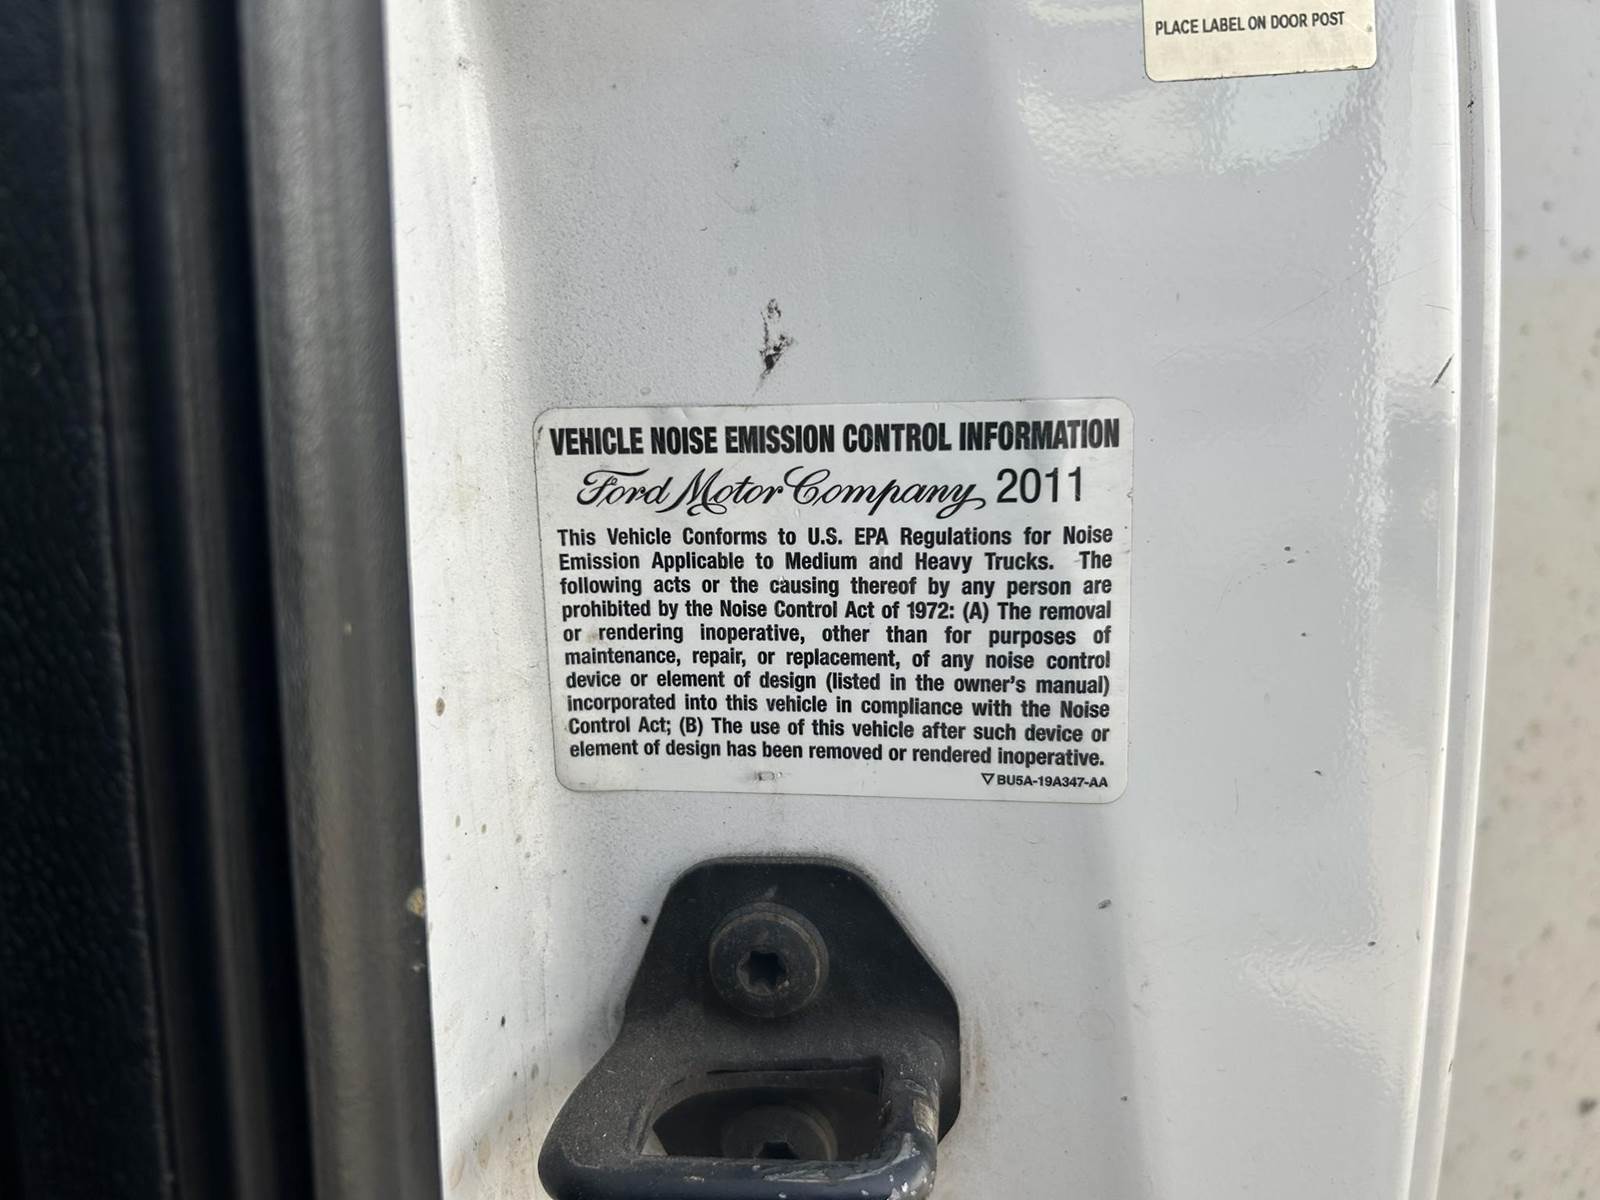 PLACE LABEL ON DOOR POST
VEHICLE NOISE EMISSION CONTROL INFORMATION
Ford Motor Company 2011
This Vehicle Conforms to U.S. EPA Regulations for Noise
Emission Applicable to Medium and Heavy Trucks. The
following acts or the causing thereof by any person are
prohibited by the Noise Control Act of 1972: (A) The removal
or rendering inoperative, other than for purposes of
maintenance, repair, or replacement, of any noise control
device or element of design (listed in the owner's manual)
incorporated into this vehicle in compliance with the Noise
Control Act; (B) The use of this vehicle after such device or
element of design has been removed or rendered inoperative.
▽ BU5A-19A347-AA